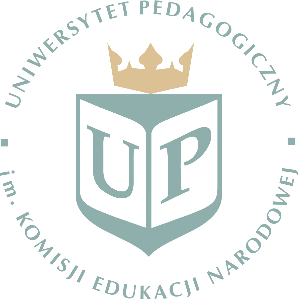 UNIWERSYTET PEDAGOGICZNY
UP
im. KOMISJI EDUKACJI NARODOWEJ